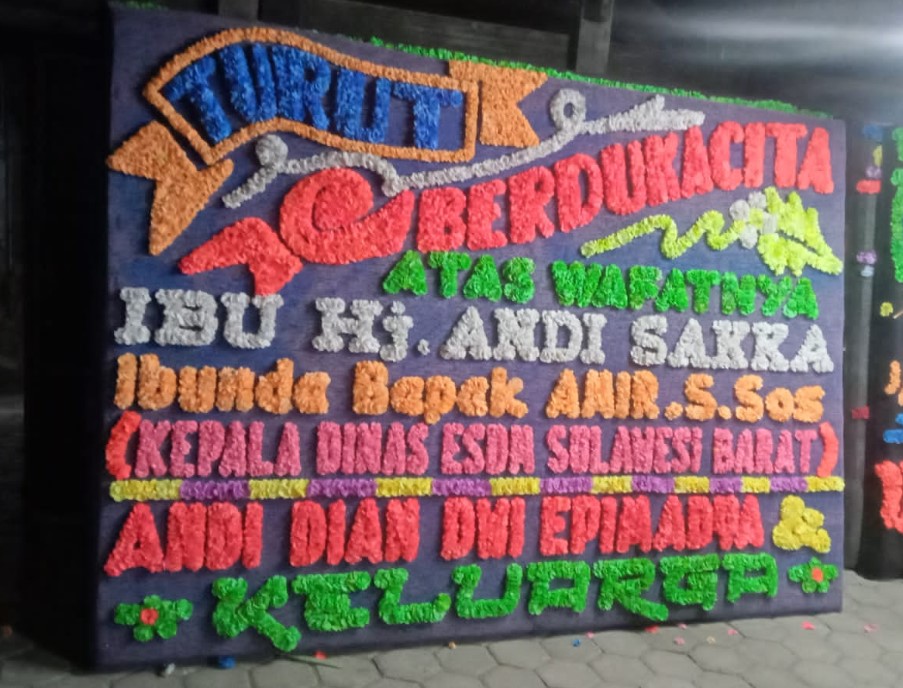 TURUT
BERDUKACITA
ATAS WAFATNYA
IBU Hj. ANDI SAKKA
Ibunda Bapak AMIR.S.Sos
(KEPALA DINAS ESDM SULAWESI BARAT)
ANDI DIAN DWI EPIMADRA &
KELUARGA